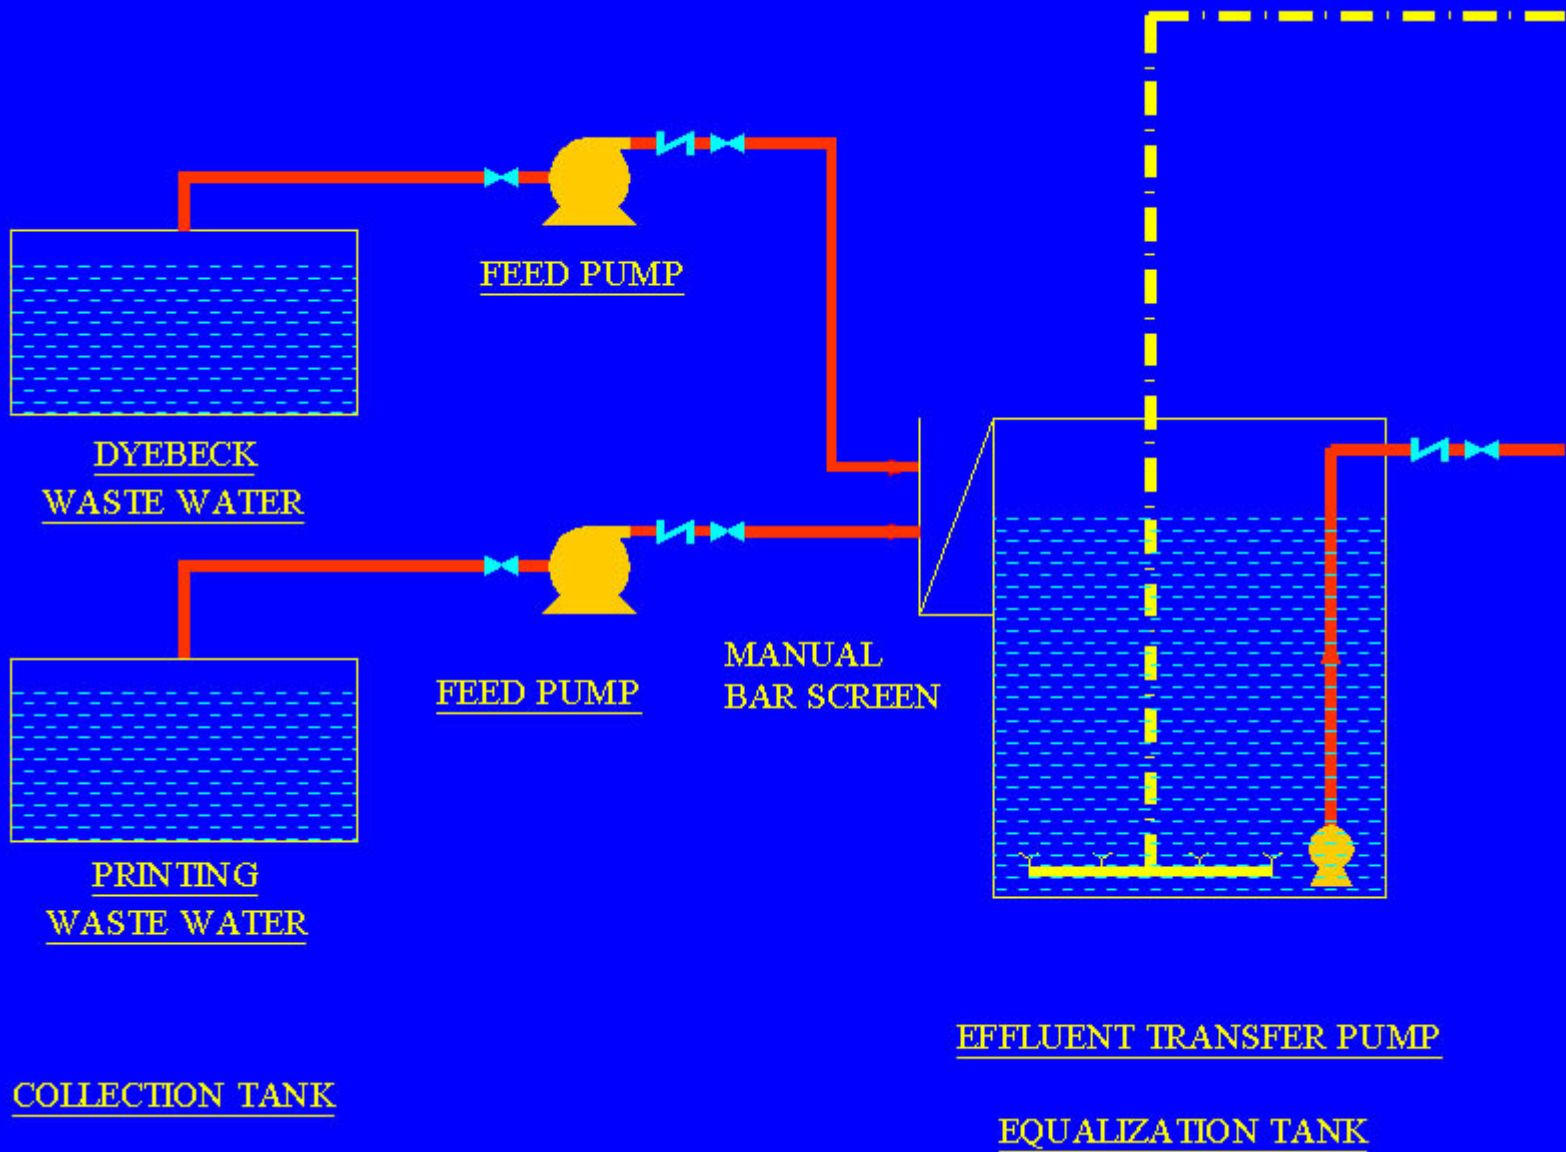 FEED PUMP
DYEBECK
WASTE WATER
FEED PUMP
MANUAL
BAR SCREEN
PRINTING
WASTE WATER
EFFLUENT TRANSFER PUMP
COLLECTION TANK
EQUALIZATION TANK